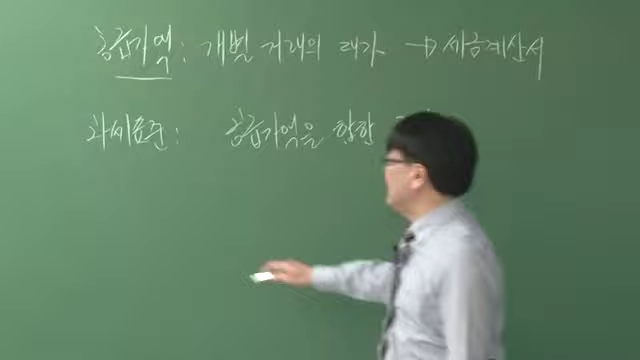 공급가액 : 개별 거래의 대가 → 세금계산서
과세표준 : 공급가액을 합한